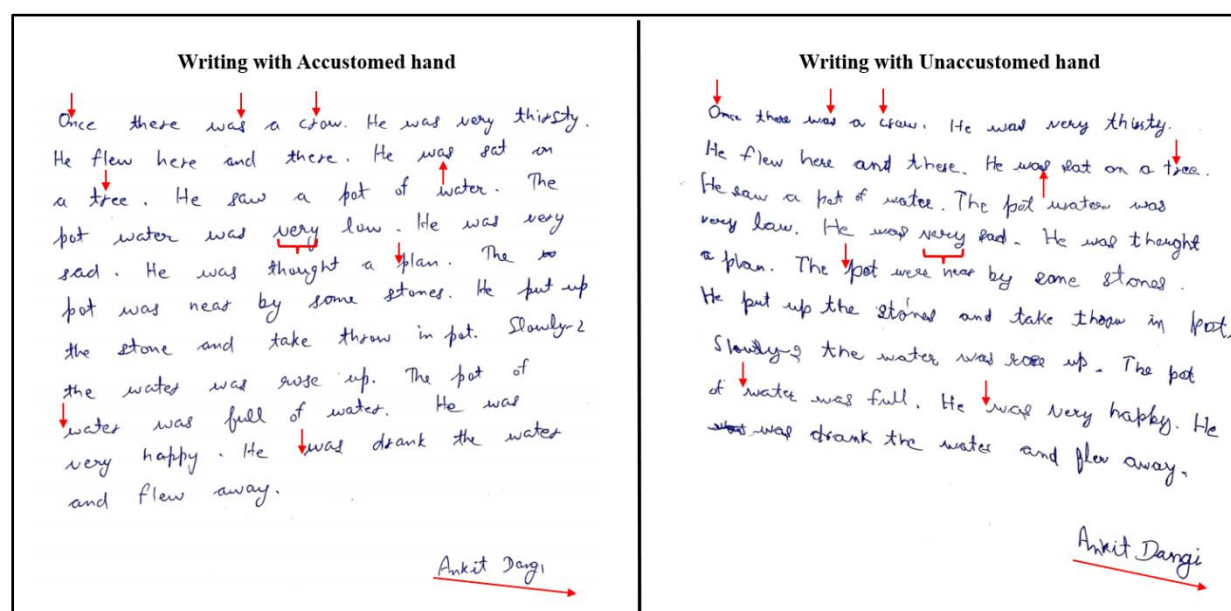 Writing with Accustomed hand
Once there was a crow. He was very thirsty.
He flew here and there. He was sat on
a tree. He saw a pot of water. The
pot water was very low. He was very
sad. He was thought a plan. The
pot was near by some stones. He put up
the stone and take throw in pot. Slowly-2
the water was rose up. The pot of
water was full of water. He was
very happy. He was drank the water
and flew away.
Ankit Dangi
Writing with Unaccustomed hand
Once there was a crow. He was very thirsty.
He flew here and there. He was sat on a tree.
He saw a pot of water. The pot water was
very low. He was very sad. He was thought
a plan. The pot were near by some stones.
He put up the stones and take throw in pot.
Slowly-2 the water was rose up. The pot
of water was full. He was very happy. He
was drank the water and flew away.
Ankit Dangi